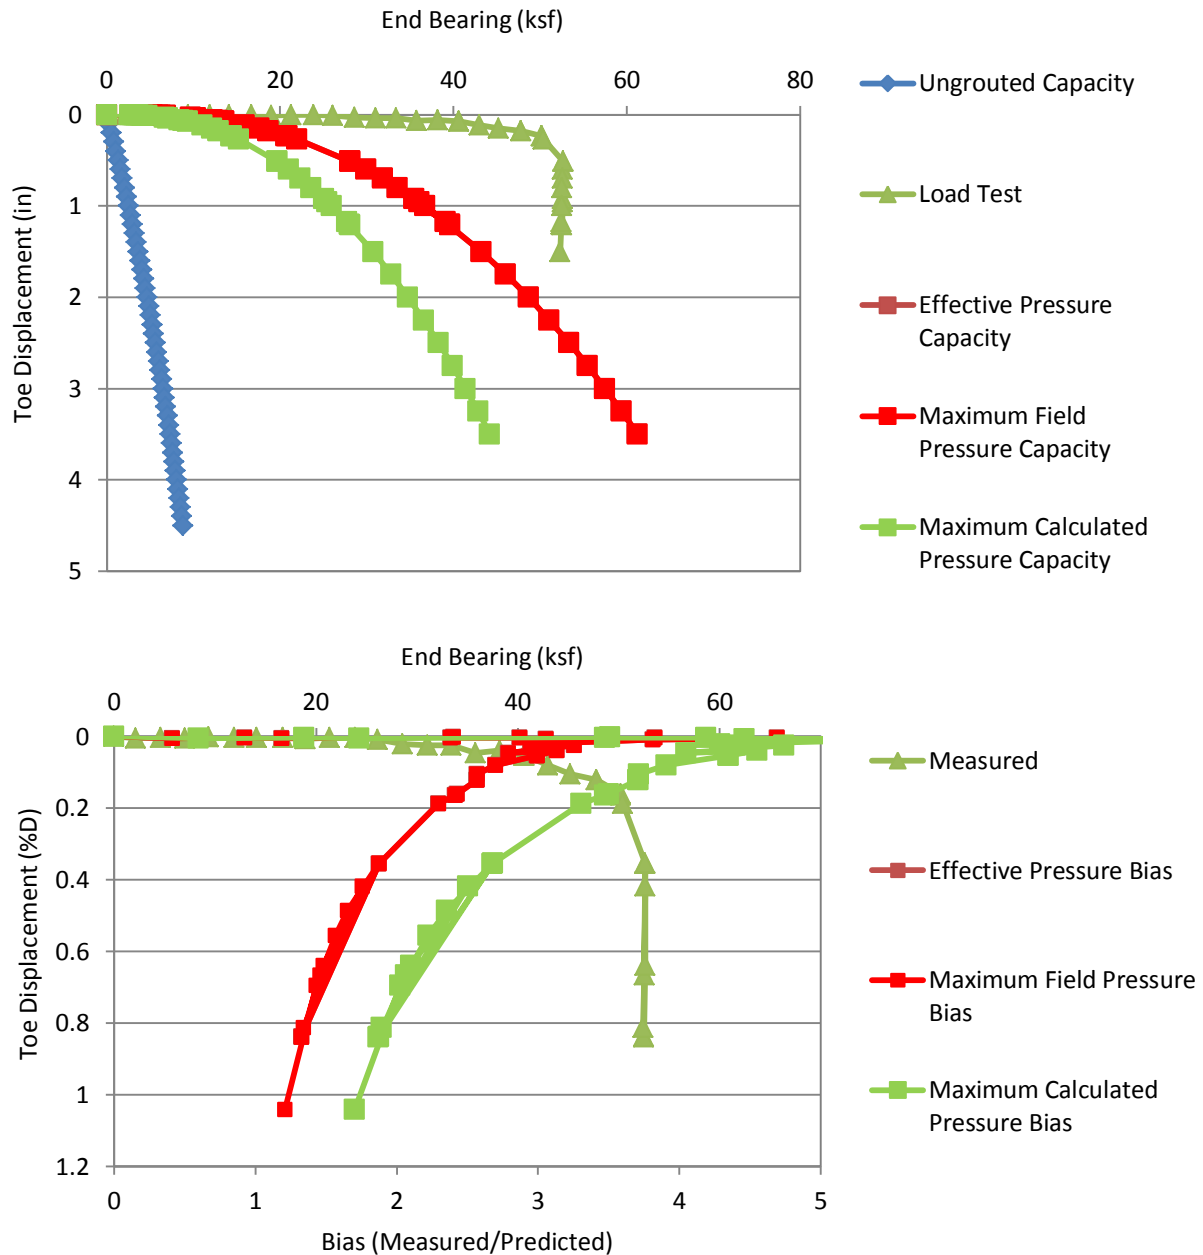 End Bearing (ksf)
0 20 40 60 80
0
1
2
3
4
5
Toe Displacement (in)
Ungrouted Capacity
Load Test
Effective Pressure
Capacity
Maximum Field
Pressure Capacity
Maximum Calculated
Pressure Capacity
End Bearing (ksf)
0 20 40 60
0
0.2
0.4
0.6
0.8
1
1.2
Toe Displacement (%D)
0 1 2 3 4 5
Bias (Measured/Predicted)
Measured
Effective Pressure Bias
Maximum Field Pressure
Bias
Maximum Calculated
Pressure Bias